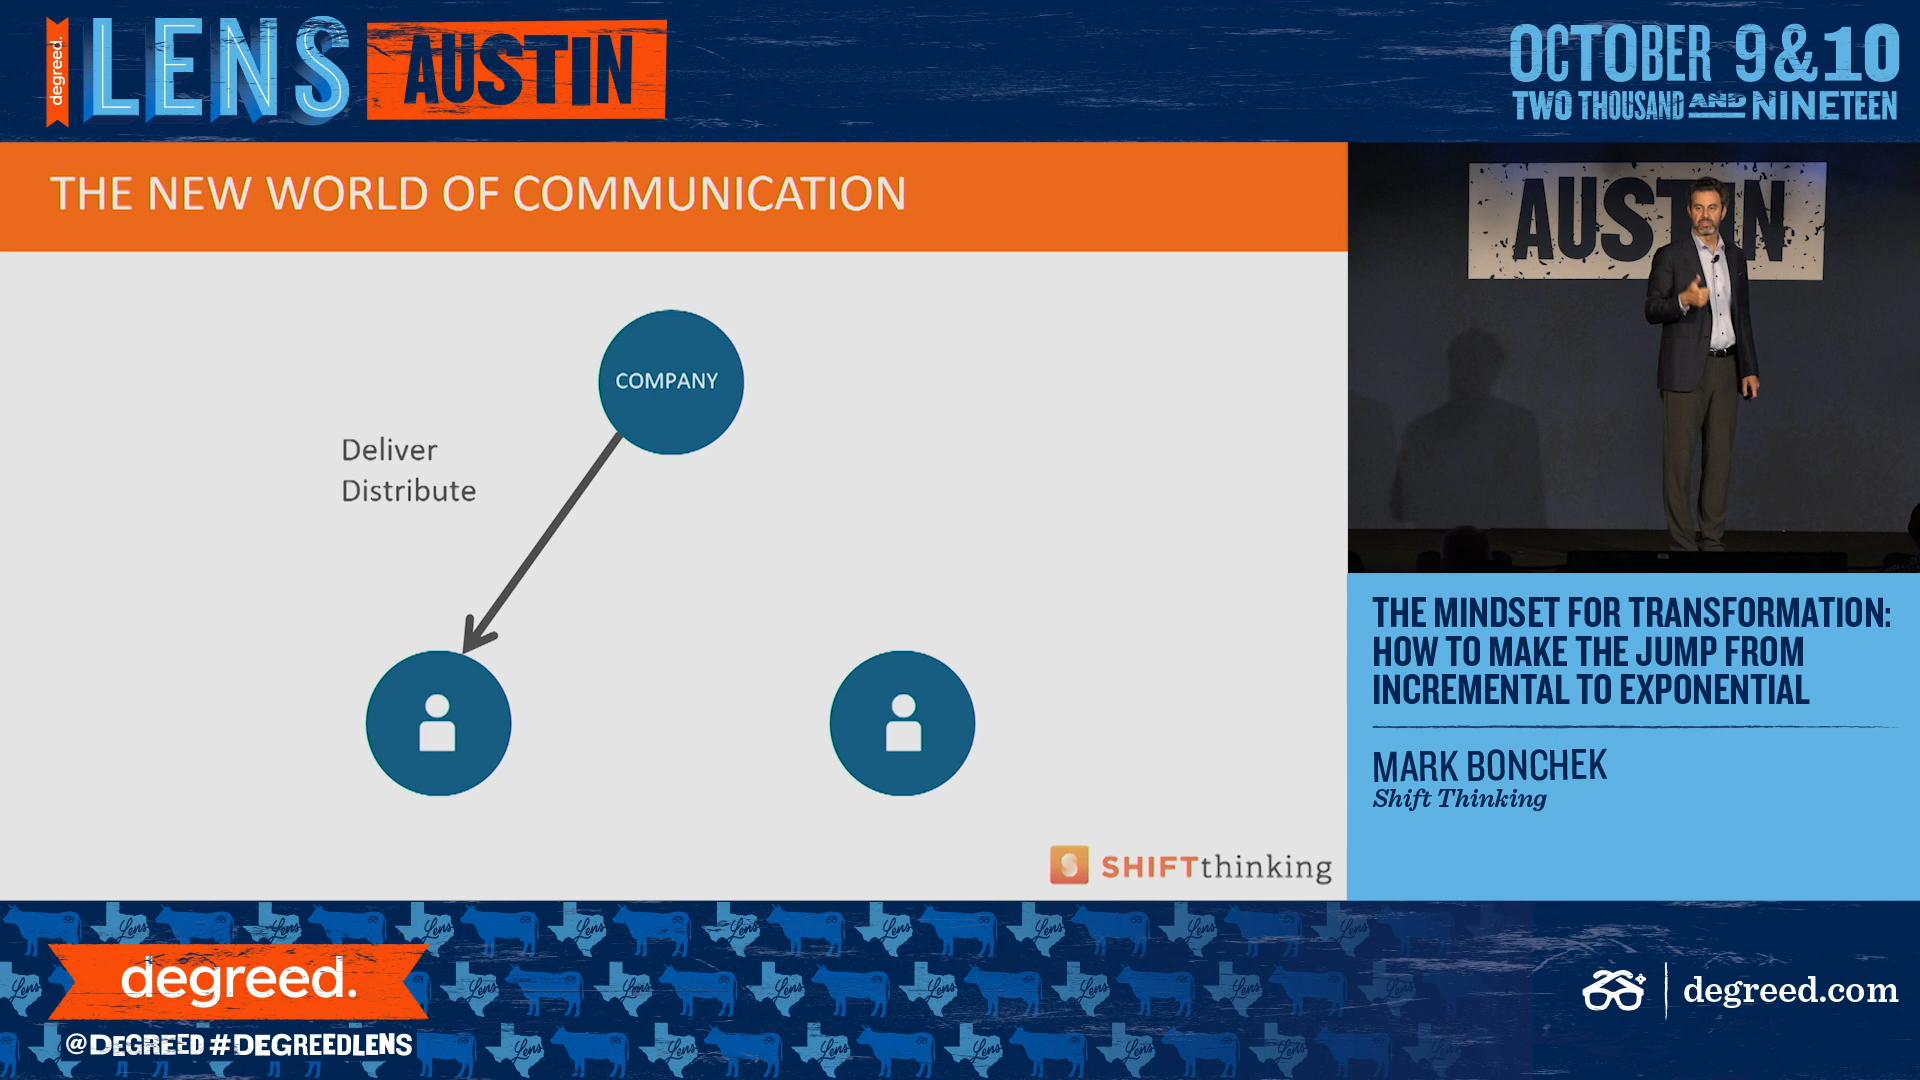 degreed.
LENS
AUSTIN
OCTOBER 9&10
TWO THOUSAND AND NINETEEN
THE NEW WORLD OF COMMUNICATION
COMPANY
Deliver
Distribute
SHIFTthinking
AUSTIN
THE MINDSET FOR TRANSFORMATION:
HOW TO MAKE THE JUMP FROM
INCREMENTAL TO EXPONENTIAL
MARK BONCHEK
Shift Thinking
Lens
degreed.
@DEGREED #DEGREEDLENS
degreed.com